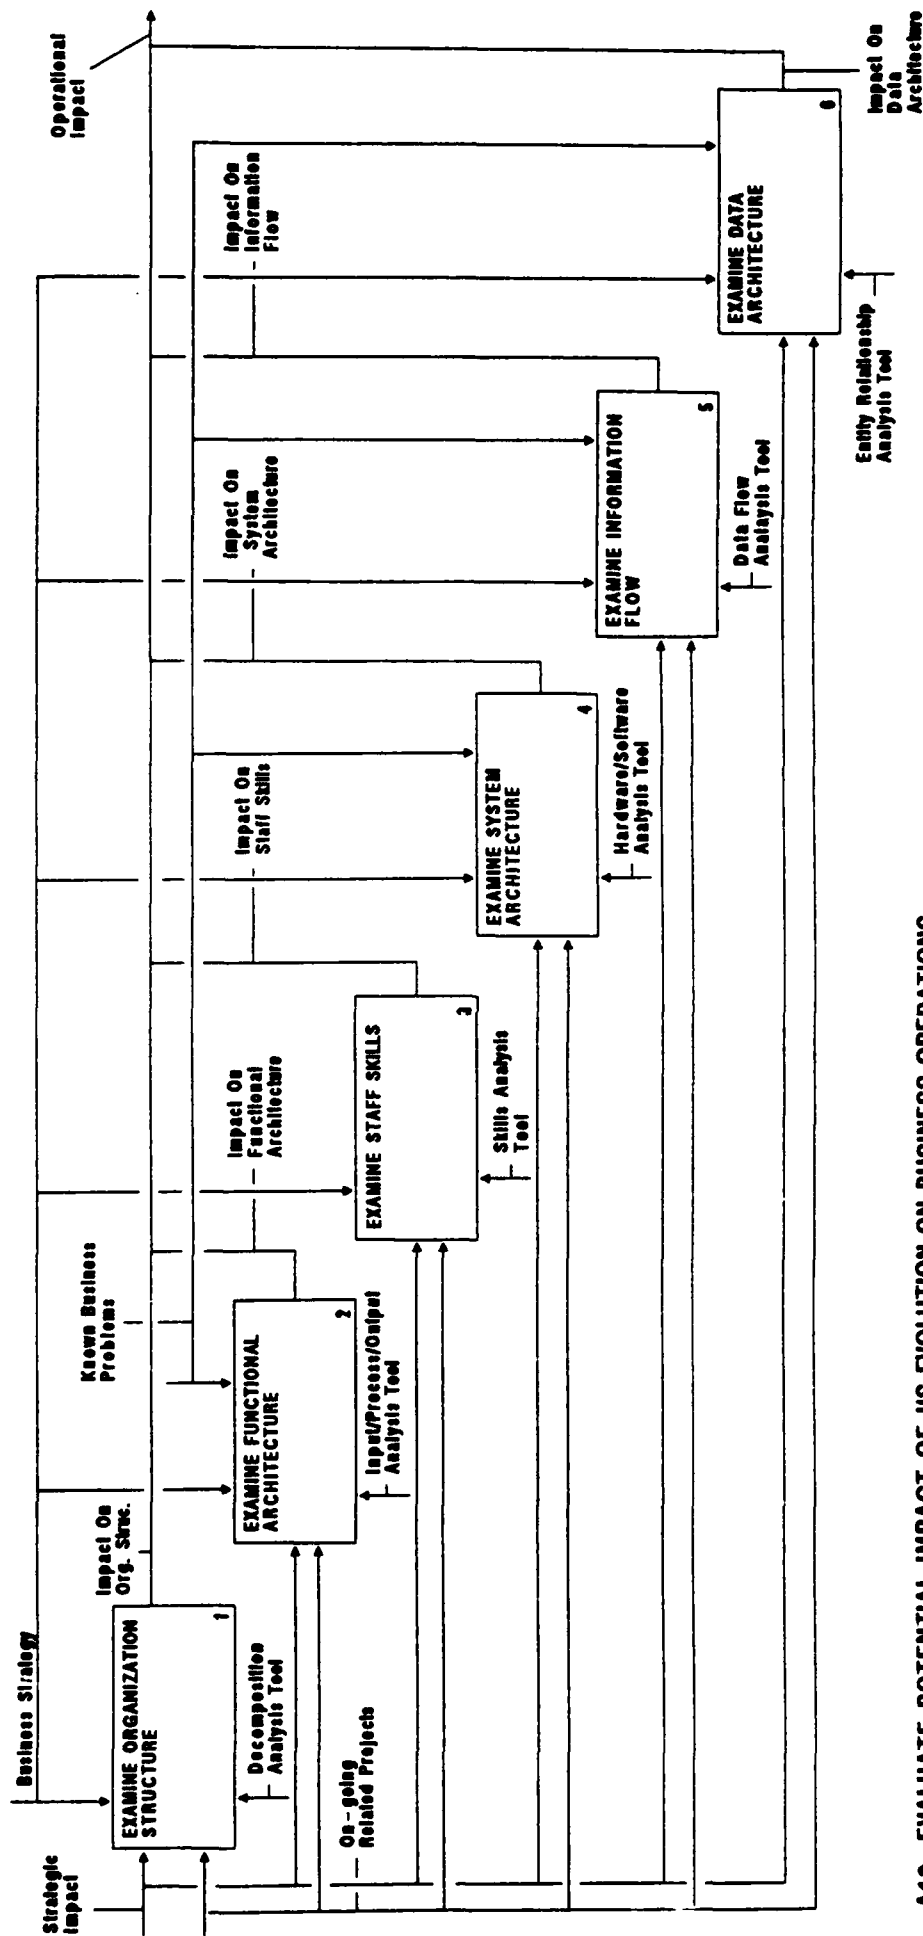 Operational
Impact
Business Strategy
Strategic
Impact
Known Business
Problems
Impact On
Org. Struc.
EXAMINE ORGANIZATION
STRUCTURE
1
Decomposition
Analysis Tool
Impact On
Functional
Architecture
EXAMINE FUNCTIONAL
ARCHITECTURE
2
Input/Process/Output
Analysis Tool
On-going
Related Projects
Impact On
Staff Skills
EXAMINE STAFF SKILLS
3
Skills Analysis
Tool
Impact On
System
Architecture
EXAMINE SYSTEM
ARCHITECTURE
4
Hardware/Software
Analysis Tool
Impact On
Information
Flow
EXAMINE INFORMATION
FLOW
5
Data Flow
Analaysis Tool
EXAMINE DATA
ARCHITECTURE
6
Entity Relationship
Analysis Tool
Impact On
Data
Architecture
EVALUATE POTENTIAL IMPACT OF US EVOLUTION ON BUSINESS OPERATIONS